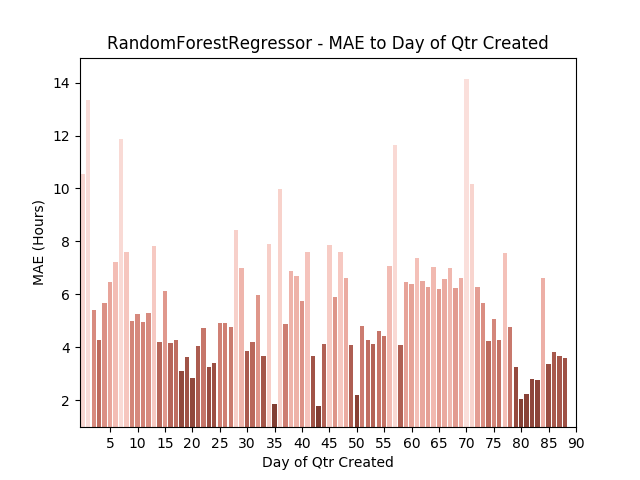 RandomForestRegressor - MAE to Day of Qtr Created
14
12
10
8
6
4
2
MAE (Hours)
5 10 15 20 25 30 35 40 45 50 55 60 65 70 75 80 85 90
Day of Qtr Created